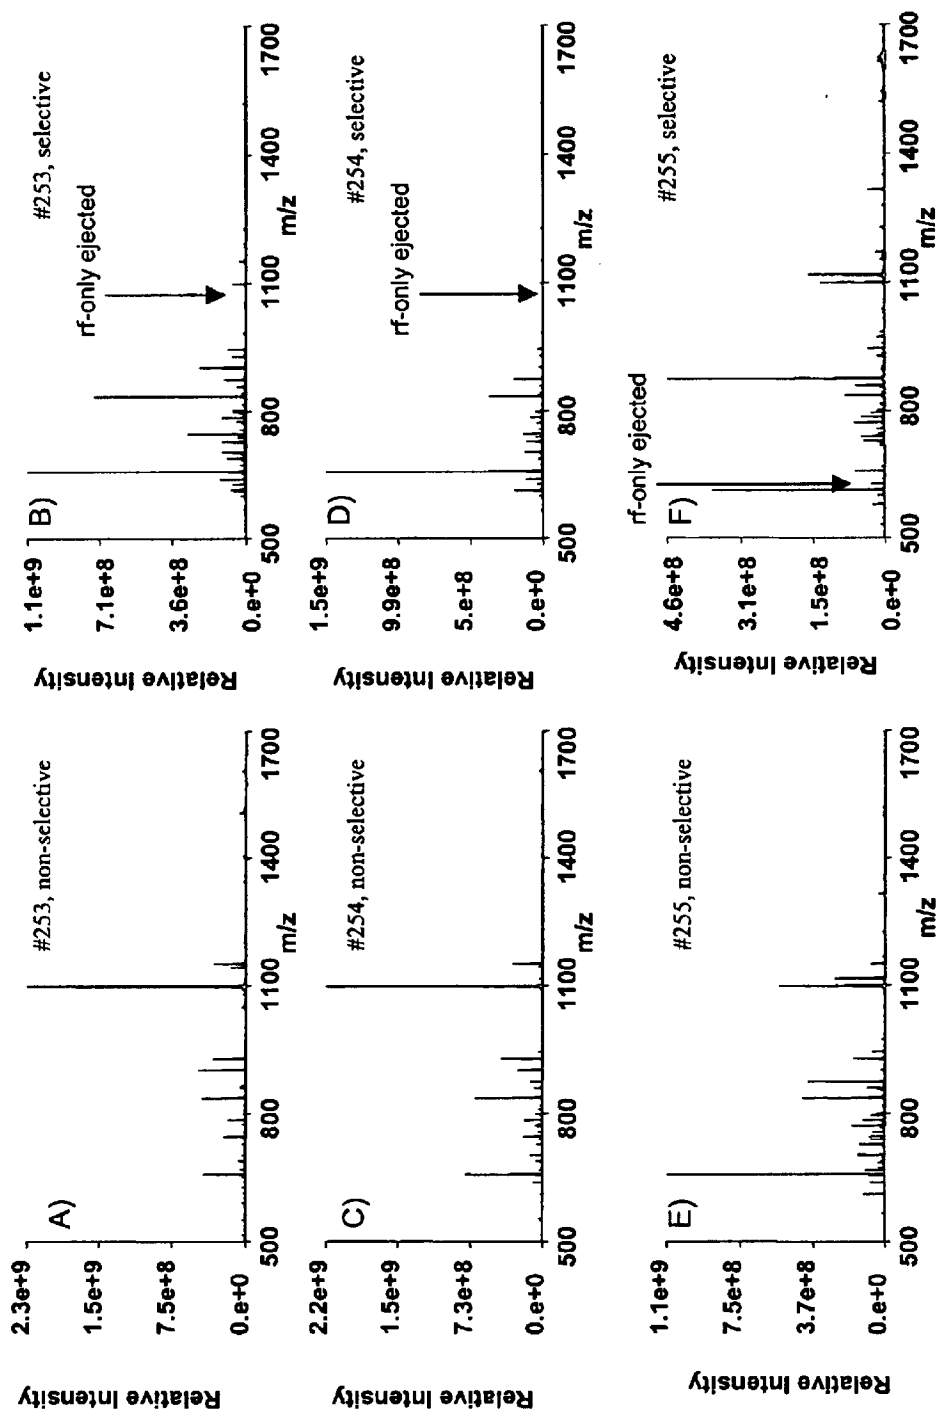 A)
#253, non-selective
Relative Intensity
2.3e+9
1.5e+9
7.5e+8
0.e+0
500
800
1100
1400
1700
m/z
B)
#253, selective
rf-only ejected
Relative Intensity
1.1e+9
7.1e+8
3.6e+8
0.e+0
500
800
1100
1400
1700
m/z
C)
#254, non-selective
Relative Intensity
2.2e+9
1.5e+9
7.3e+8
0.e+0
500
800
1100
1400
1700
m/z
D)
#254, selective
rf-only ejected
Relative Intensity
1.5e+9
9.9e+8
5.e+8
0.e+0
500
800
1100
1400
1700
m/z
E)
#255, non-selective
Relative Intensity
1.1e+9
7.5e+8
3.7e+8
0.e+0
500
800
1100
1400
1700
m/z
F)
#255, selective
rf-only ejected
Relative Intensity
4.6e+8
3.1e+8
1.5e+8
0.e+0
500
800
1100
1400
1700
m/z